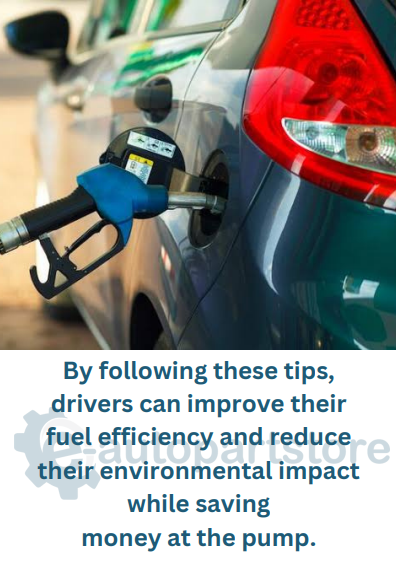 By following these tips,
drivers can improve their
fuel efficiency and reduce
their environmental impact
while saving
money at the pump.
e-autopartstore